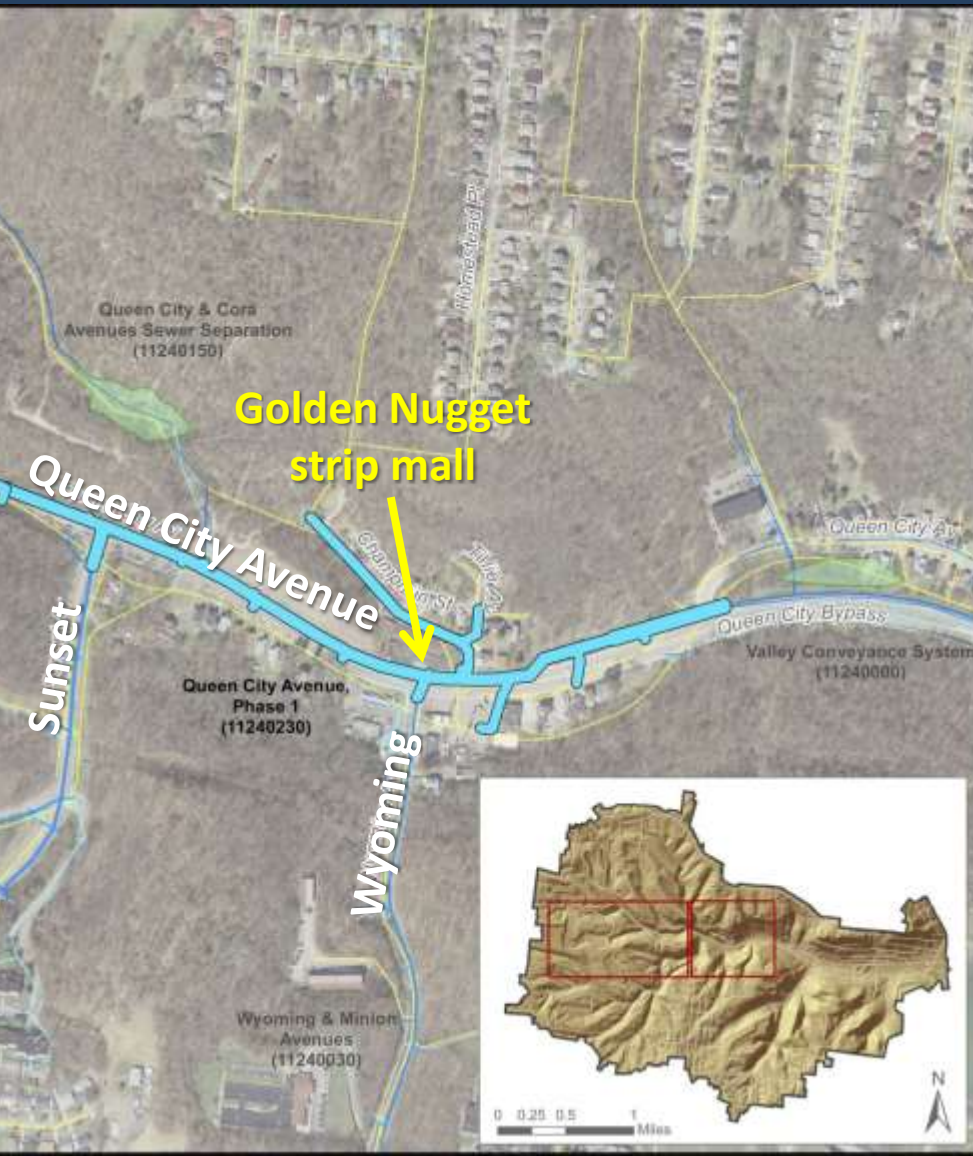 Homestead Pl
Queen City & Cora
Avenues Sewer Separation
(11240150)
Golden Nugget
strip mall
Queen City Avenue
Champlain St
Queen City Av
Queen City Bypass
Valley Conveyance System
(11240000)
Sunset
Queen City Avenue,
Phase 1
(11240230)
Wyoming
Wyoming & Minion
Avenues
(11240030)
N
0 0.25 0.5 1
Miles